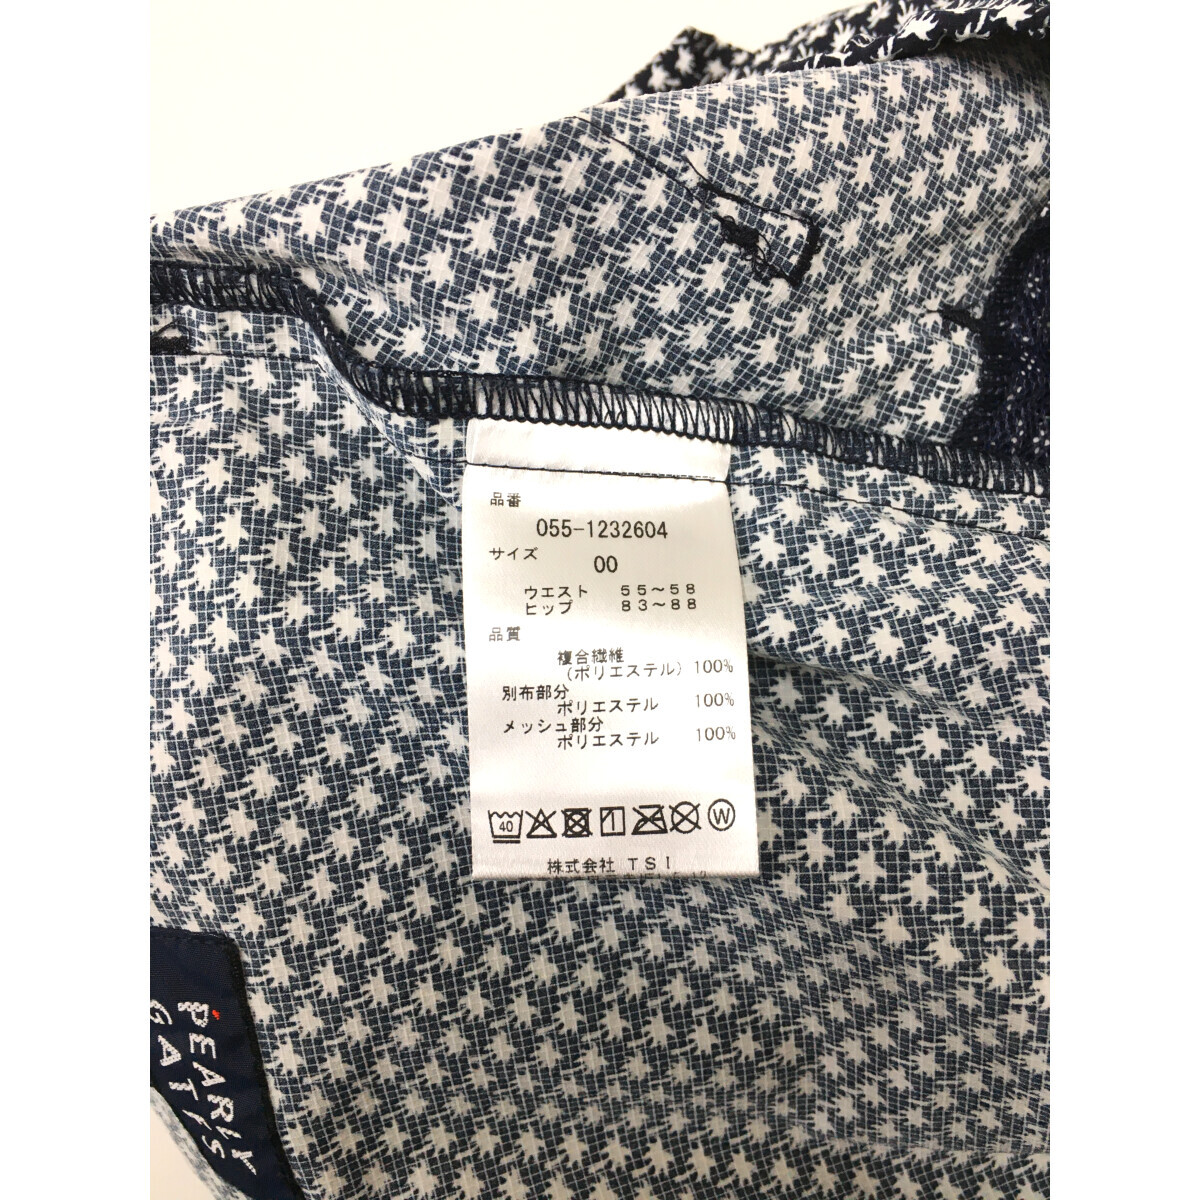 品番
055-1232604
サイズ
00
ウエスト 55～58
ヒップ 83～88
品質
複合繊維
(ポリエステル) 100%
別布部分
ポリエステル 100%
メッシュ部分
ポリエステル 100%
40 W
株式会社 TSI
PEARLY
GATES